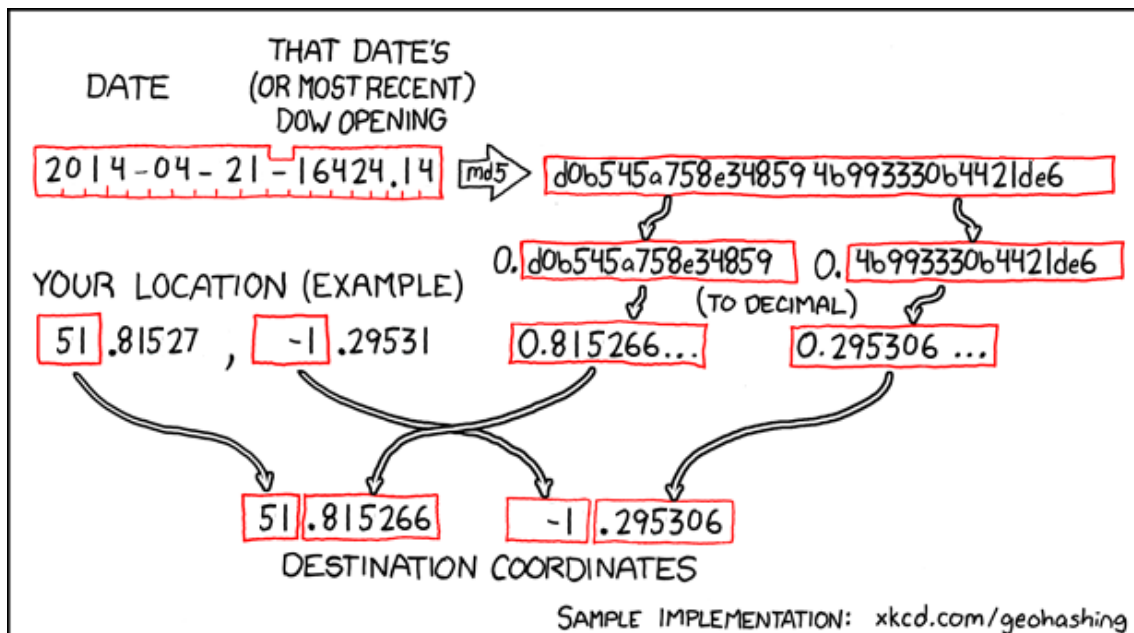 DATE
THAT DATE'S
(OR MOST RECENT)
DOW OPENING
2014-04-21-16424.14
md5
d0b545a758e348594b993330b4421de6
0. d0b545a758e34859
0. 4b993330b4421de6
(TO DECIMAL)
YOUR LOCATION (EXAMPLE)
51.81527, -1.29531
0.815266...
0.295306...
51.815266
-1.295306
DESTINATION COORDINATES
SAMPLE IMPLEMENTATION: xkcd.com/geohashing